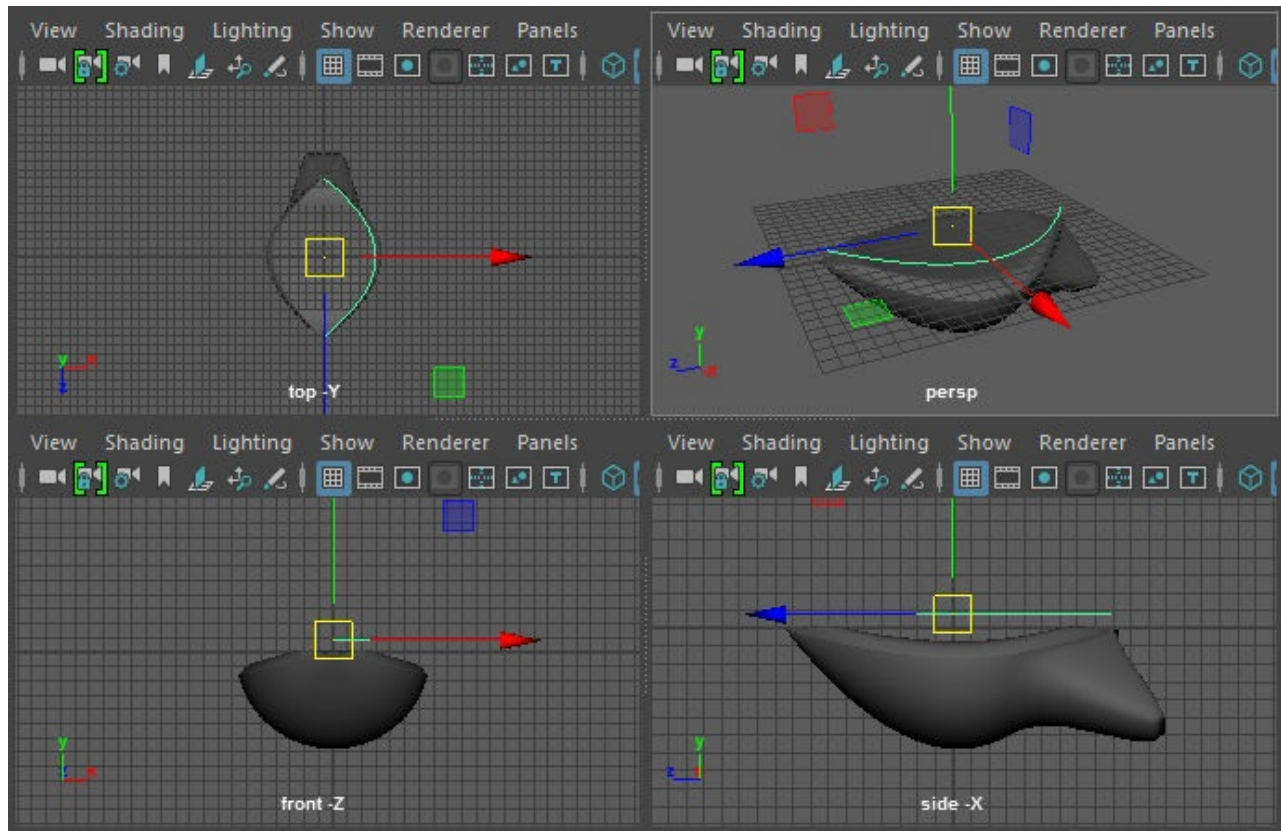 View Shading Lighting Show Renderer Panels
T
y x
z
top -Y
View Shading Lighting Show Renderer Panels
T
y
z x
persp
View Shading Lighting Show Renderer Panels
T
y
z x
front -Z
View Shading Lighting Show Renderer Panels
T
y
z
side -X